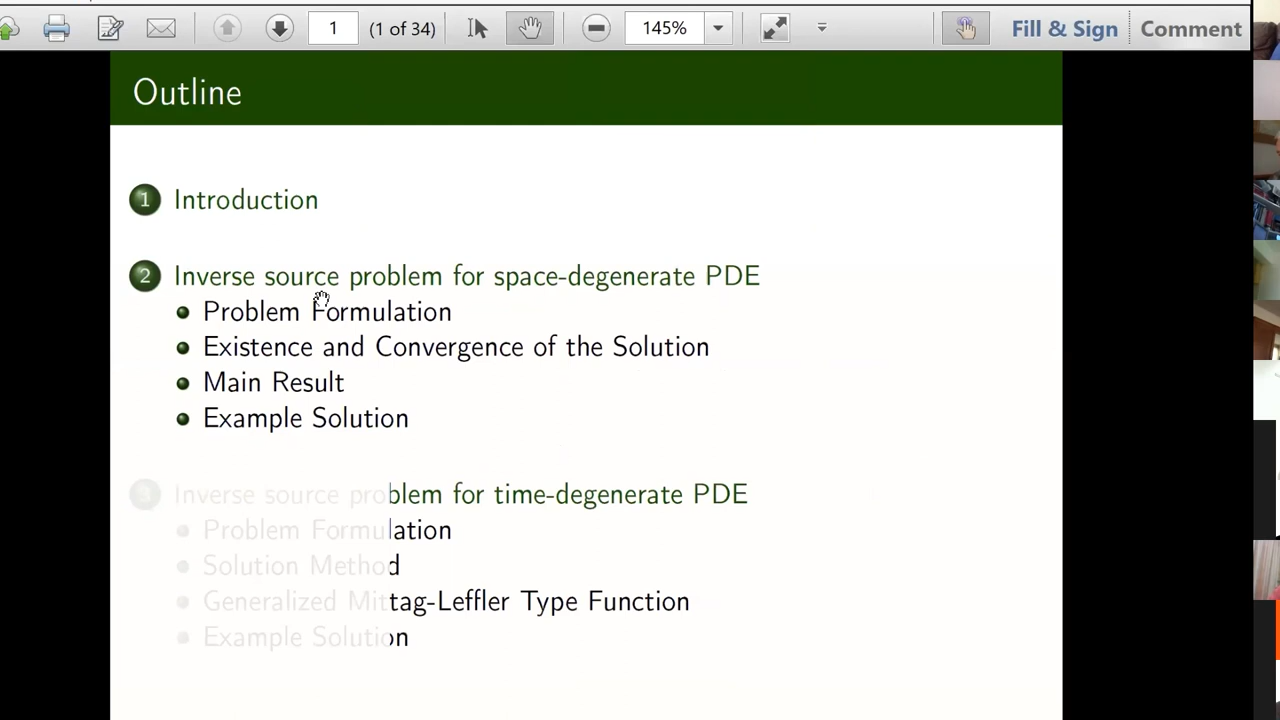 1 (1 of 34) 145% Fill & Sign Comment
Outline
1 Introduction
2 Inverse source problem for space-degenerate PDE
Problem Formulation
Existence and Convergence of the Solution
Main Result
Example Solution
3 Inverse source problem for time-degenerate PDE
Problem Formulation
Solution Method
Generalized Mittag-Leffler Type Function
Example Solution